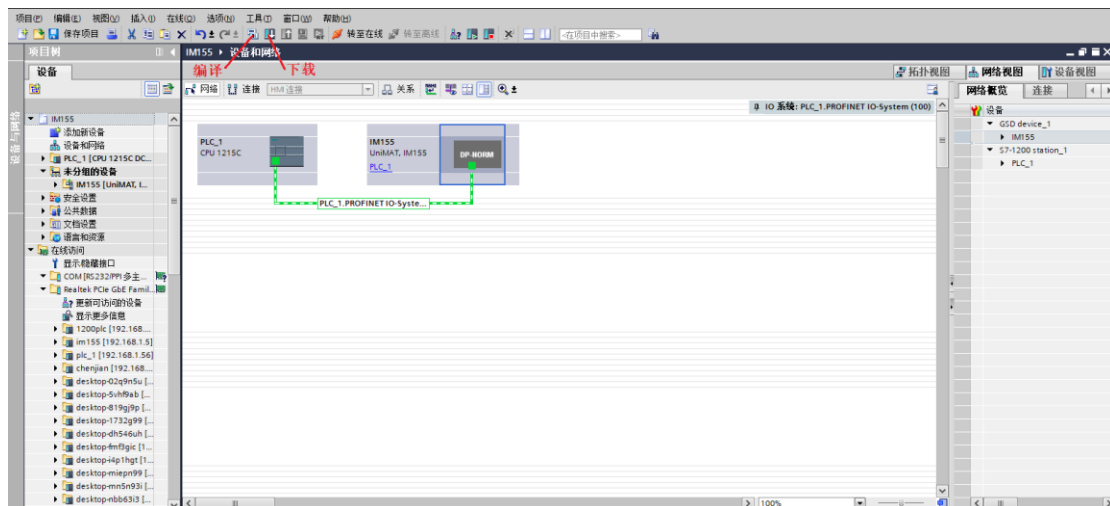 项目(P) 编辑(E) 视图(V) 插入(I) 在线(O) 选项(N) 工具(T) 窗口(W) 帮助(H)
保存项目 转至在线 转至离线 <在项目中搜索>
项目树
IM155 ▸ 设备和网络
设备
编译 下载
拓扑视图 网络视图 设备视图
网络 连接 HMI 连接 关系
网络概览 连接
IO 系统: PLC_1.PROFINET IO-System (100)
设备与网络
IM155
添加新设备
设备和网络
PLC_1 [CPU 1215C DC...
未分组的设备
IM155 [UniMAT, I...
安全设置
公共数据
文档设置
语言和资源
在线访问
显示/隐藏接口
COM [RS232/PPI 多主...
Realtek PCIe GbE Famil...
更新可访问的设备
显示更多信息
1200plc [192.168....
im155 [192.168.1.5]
plc_1 [192.168.1.56]
chenjian [192.168....
desktop-02q9n5u [...
desktop-5vhf9ab [...
desktop-819gj9p [...
desktop-1732g99 [...
desktop-dh546uh [...
desktop-fmf3gic [1...
desktop-i4p1hgt [1...
desktop-miepn99 [...
desktop-mn5n93i [...
desktop-nbb63i3 [...
PLC_1
CPU 1215C
IM155
UniMAT, IM155
PLC_1
DP-NORM
PLC_1.PROFINET IO-Syste...
设备
GSD device_1
IM155
S7-1200 station_1
PLC_1
100%